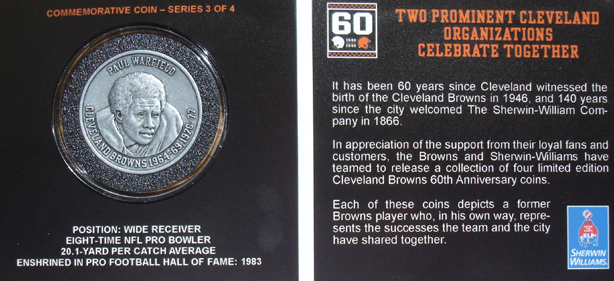 COMMEMORATIVE COIN – SERIES 3 OF 4
PAUL WARFIELD
CLEVELAND BROWNS 1964-69/1976-77
POSITION: WIDE RECEIVER
EIGHT-TIME NFL PRO BOWLER
20.1-YARD PER CATCH AVERAGE
ENSHRINED IN PRO FOOTBALL HALL OF FAME: 1983
60
1946
2006
TWO PROMINENT CLEVELAND
ORGANIZATIONS
CELEBRATE TOGETHER
It has been 60 years since Cleveland witnessed the
birth of the Cleveland Browns in 1946, and 140 years
since the city welcomed The Sherwin-William Com-
pany in 1866.
In appreciation of the support from their loyal fans and
customers, the Browns and Sherwin-Williams have
teamed to release a collection of four limited edition
Cleveland Browns 60th Anniversary coins.
Each of these coins depicts a former
Browns player who, in his own way, repre-
sents the successes the team and the city
have shared together.
SHERWIN
WILLIAMS.